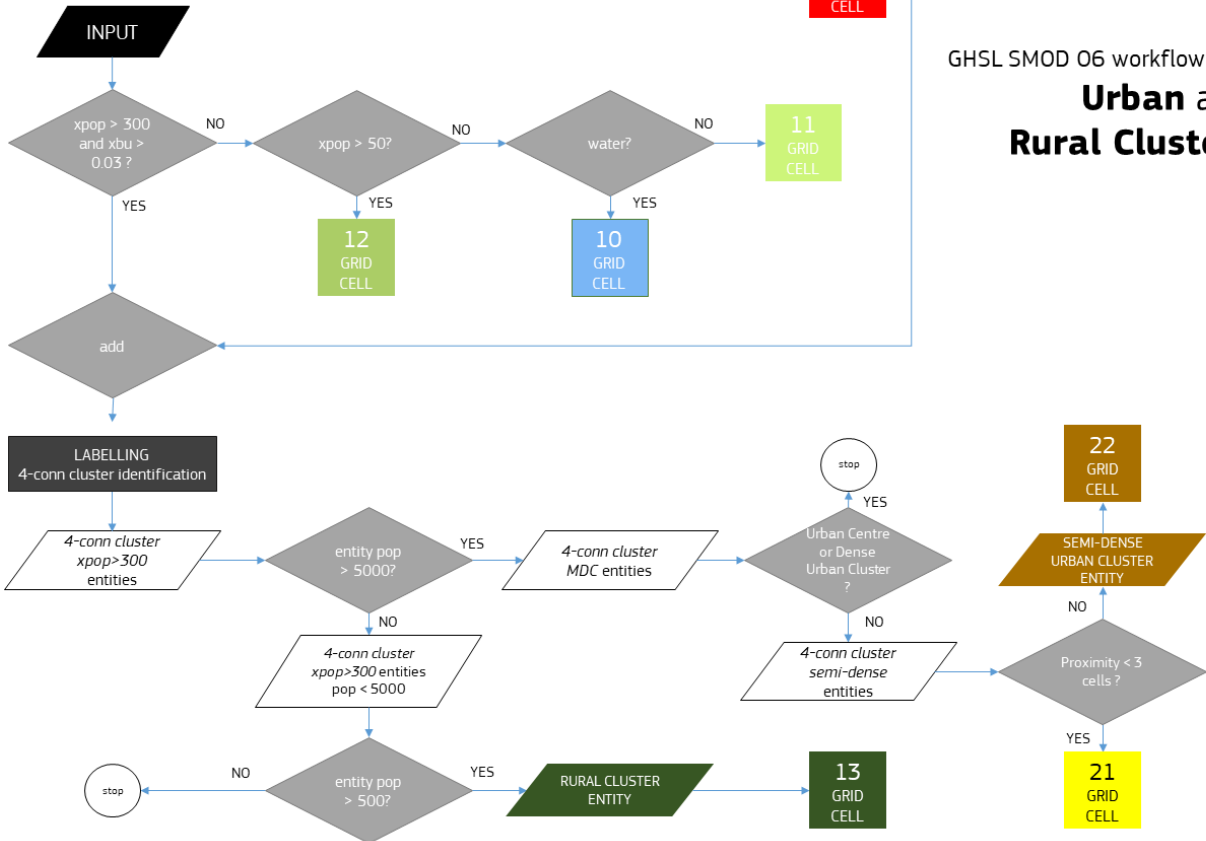 CELL
INPUT
GHSL SMOD O6 workflow
Urban a
Rural Cluste
xpop > 300
and xbu >
0.03 ?
NO
xpop > 50?
NO
water?
NO
11
GRID
CELL
YES
YES
YES
12
GRID
CELL
10
GRID
CELL
add
LABELLING
4-conn cluster identification
stop
22
GRID
CELL
YES
4-conn cluster
xpop>300
entities
entity pop
> 5000?
YES
4-conn cluster
MDC entities
Urban Centre
or Dense
Urban Cluster
?
SEMI-DENSE
URBAN CLUSTER
ENTITY
NO
NO
NO
4-conn cluster
xpop>300 entities
pop < 5000
4-conn cluster
semi-dense
entities
Proximity < 3
cells ?
YES
NO
stop
entity pop
> 500?
YES
RURAL CLUSTER
ENTITY
13
GRID
CELL
21
GRID
CELL